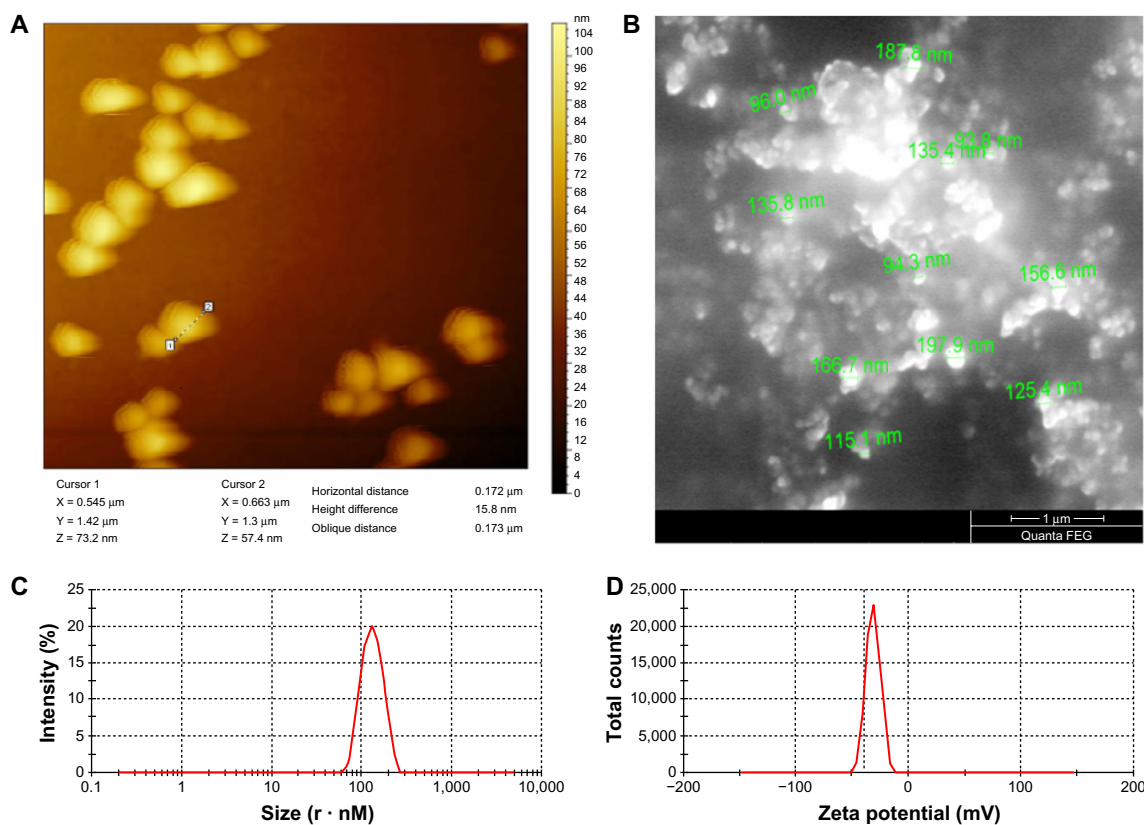 A
nm
104
100
96
92
88
84
80
76
72
68
64
60
56
52
48
44
40
36
32
28
24
20
16
12
8
4
0
1
2
Cursor 1
X = 0.545 μm
Y = 1.42 μm
Z = 73.2 nm
Cursor 2
X = 0.663 μm
Y = 1.3 μm
Z = 57.4 nm
Horizontal distance 0.172 μm
Height difference 15.8 nm
Oblique distance 0.173 μm
B
187.8 nm
96.0 nm
93.8 nm
135.4 nm
135.8 nm
94.3 nm
156.6 nm
197.9 nm
166.7 nm
125.4 nm
115.1 nm
1 μm
Quanta FEG
C
Intensity (%)
25
20
15
10
5
0
0.1 1 10 100 1,000 10,000
Size (r · nM)
D
Total counts
25,000
20,000
15,000
10,000
5,000
0
−200 −100 0 100 200
Zeta potential (mV)